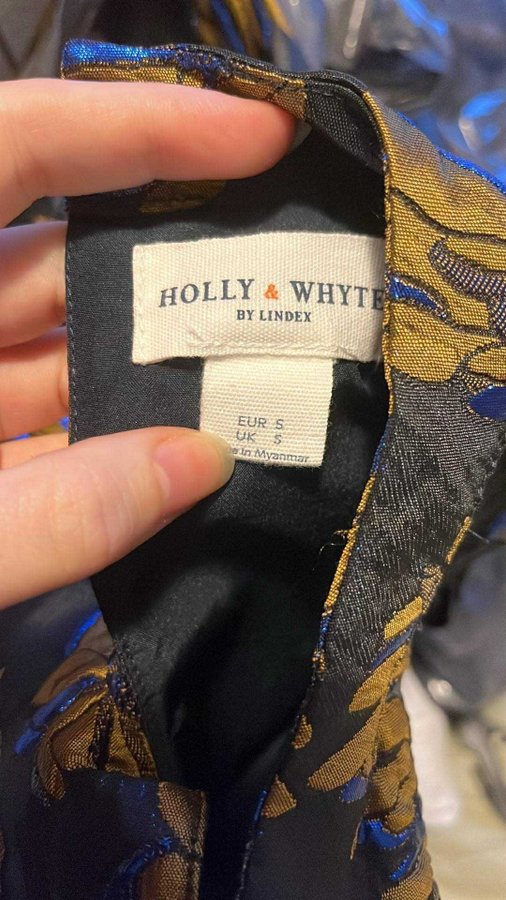 HOLLY & WHYTE
BY LINDEX
EUR S
UK S
in Myanmar